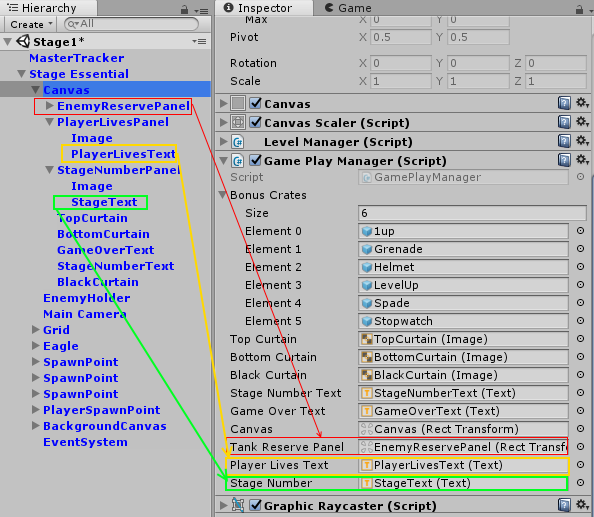 Hierarchy
Create
All
Stage1*
MasterTracker
Stage Essential
Canvas
EnemyReservePanel
PlayerLivesPanel
Image
PlayerLivesText
StageNumberPanel
Image
StageText
TopCurtain
BottomCurtain
GameOverText
StageNumberText
BlackCurtain
EnemyHolder
Main Camera
Grid
Eagle
SpawnPoint
SpawnPoint
SpawnPoint
PlayerSpawnPoint
BackgroundCanvas
EventSystem
Inspector Game
Max X 0 Y 0
Pivot X 0.5 Y 0.5
Rotation X 0 Y 0 Z 0
Scale X 1 Y 1 Z 1
Canvas
Canvas Scaler (Script)
Level Manager (Script)
Game Play Manager (Script)
Script GamePlayManager
Bonus Crates
Size 6
Element 0 1up
Element 1 Grenade
Element 2 Helmet
Element 3 LevelUp
Element 4 Spade
Element 5 Stopwatch
Top Curtain TopCurtain (Image)
Bottom Curtain BottomCurtain (Image)
Black Curtain BlackCurtain (Image)
Stage Number Text StageNumberText (Text)
Game Over Text GameOverText (Text)
Canvas Canvas (Rect Transform)
Tank Reserve Panel EnemyReservePanel (Rect Transf
Player Lives Text PlayerLivesText (Text)
Stage Number StageText (Text)
Graphic Raycaster (Script)